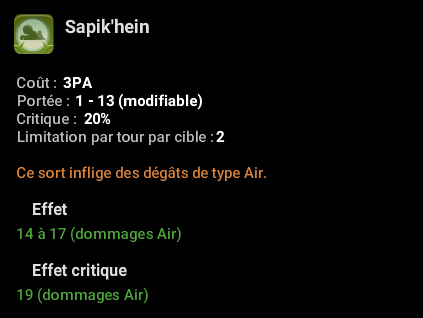 Sapik'hein
Coût : 3PA
Portée : 1 - 13 (modifiable)
Critique : 20%
Limitation par tour par cible : 2
Ce sort inflige des dégâts de type Air.
Effet
14 à 17 (dommages Air)
Effet critique
19 (dommages Air)